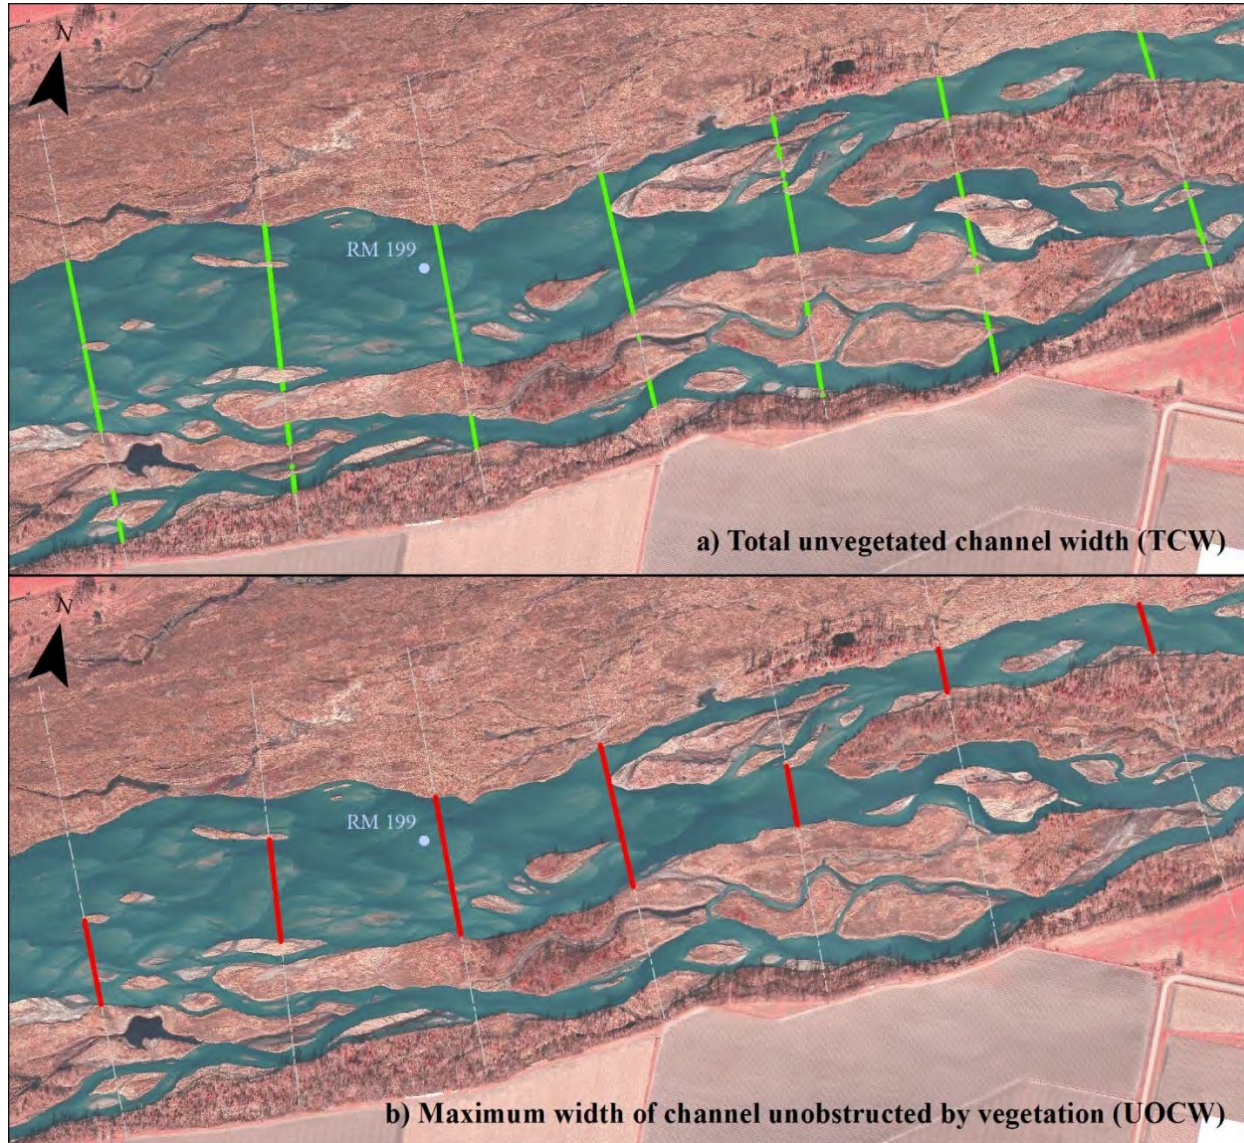 N
RM 199
a) Total unvegetated channel width (TCW)
N
RM 199
b) Maximum width of channel unobstructed by vegetation (UOCW)